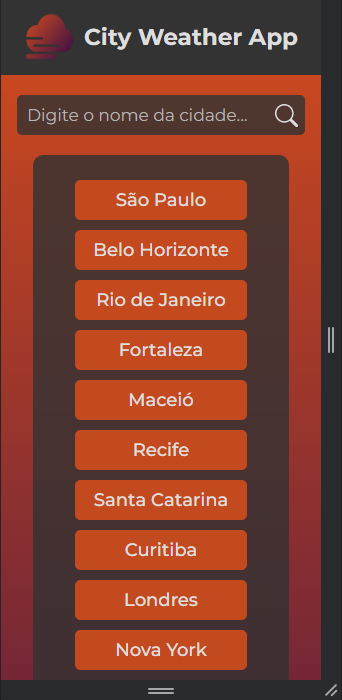 City Weather App
Digite o nome da cidade...
São Paulo
Belo Horizonte
Rio de Janeiro
Fortaleza
Maceió
Recife
Santa Catarina
Curitiba
Londres
Nova York